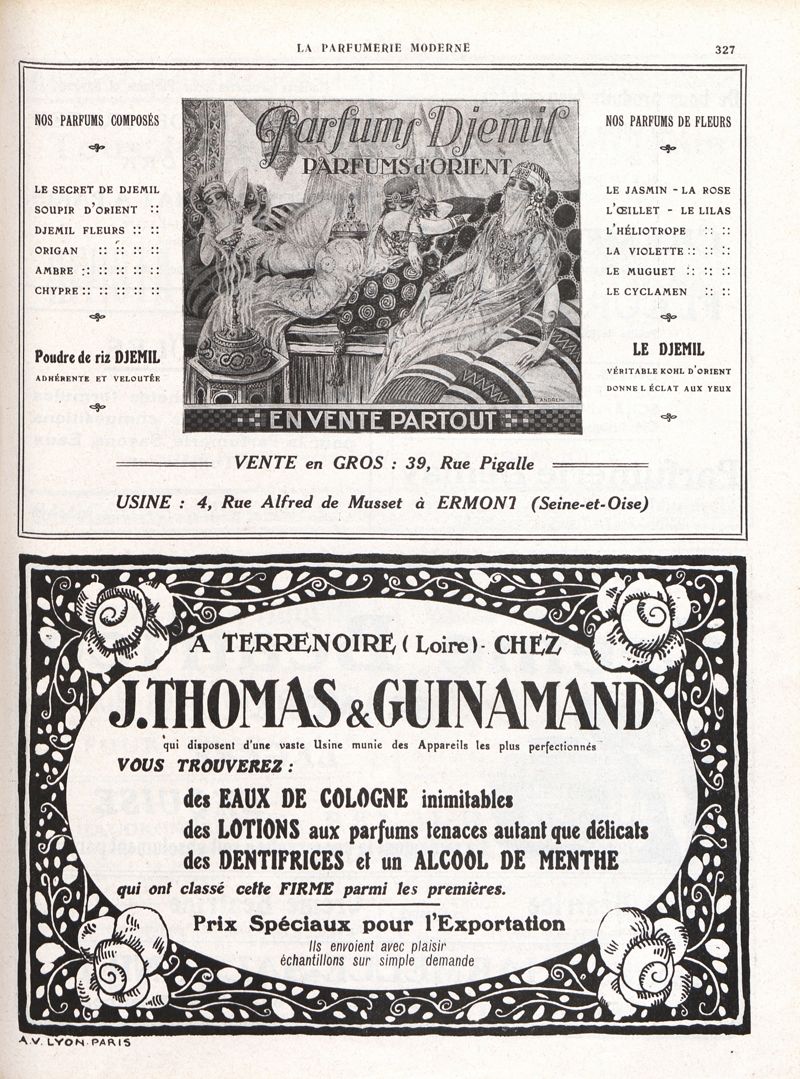 LA PARFUMERIE MODERNE
327
NOS PARFUMS COMPOSÉS
LE SECRET DE DJEMIL
SOUPIR D'ORIENT ::
DJEMIL FLEURS :: ::
ORIGAN :: :: :: ::
AMBRE :: :: :: :: ::
CHYPRE :: :: :: :: ::
Poudre de riz DJEMIL
ADHÉRENTE ET VELOUTÉE
Parfums Djemil
PARFUMS d'ORIENT
ANDREINI
EN VENTE PARTOUT
NOS PARFUMS DE FLEURS
LE JASMIN - LA ROSE
L'ŒILLET - LE LILAS
L'HÉLIOTROPE :: ::
LA VIOLETTE :: :: ::
LE MUGUET :: :: ::
LE CYCLAMEN :: ::
LE DJEMIL
VÉRITABLE KOHL D'ORIENT
DONNE L ÉCLAT AUX YEUX
VENTE en GROS : 39, Rue Pigalle
USINE : 4, Rue Alfred de Musset à ERMONT (Seine-et-Oise)
A TERRENOIRE (Loire) - CHEZ
J. THOMAS & GUINAMAND
qui disposent d'une vaste Usine munie des Appareils les plus perfectionnés
VOUS TROUVEREZ :
des EAUX DE COLOGNE inimitables
des LOTIONS aux parfums tenaces autant que délicats
des DENTIFRICES et un ALCOOL DE MENTHE
qui ont classé cette FIRME parmi les premières.
Prix Spéciaux pour l'Exportation
Ils envoient avec plaisir
échantillons sur simple demande
A.V. LYON. PARIS